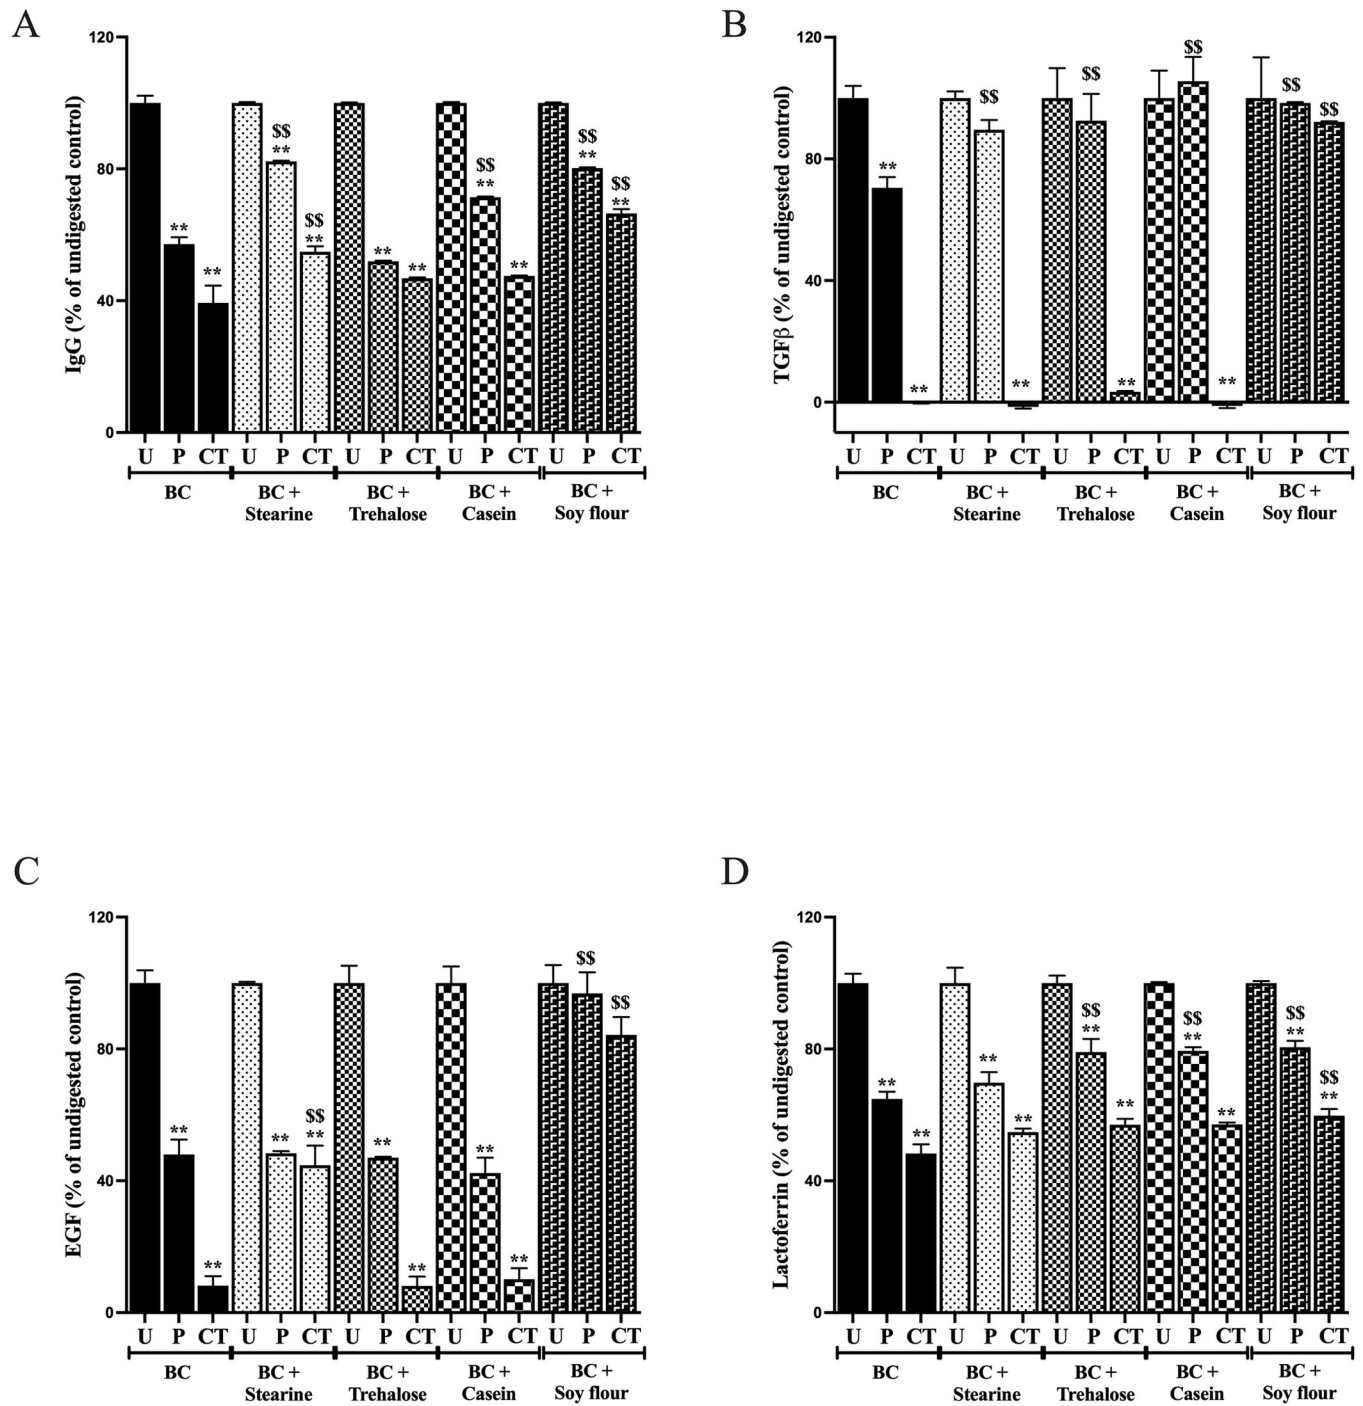 A
120
80
40
0
IgG (% of undigested control)
**
**
$$
**
$$
**
**
**
$$
**
**
$$
**
$$
**
U P CT U P CT U P CT U P CT U P CT
BC
BC +
Stearine
BC +
Trehalose
BC +
Casein
BC +
Soy flour
B
120
80
40
0
TGFβ (% of undigested control)
**
**
$$
**
$$
**
$$
**
$$
$$
U P CT U P CT U P CT U P CT U P CT
BC
BC +
Stearine
BC +
Trehalose
BC +
Casein
BC +
Soy flour
C
120
80
40
0
EGF (% of undigested control)
**
**
**
$$
**
**
**
**
**
$$
$$
U P CT U P CT U P CT U P CT U P CT
BC
BC +
Stearine
BC +
Trehalose
BC +
Casein
BC +
Soy flour
D
120
80
40
0
Lactoferrin (% of undigested control)
**
**
**
**
$$
**
**
$$
**
**
$$
**
$$
**
U P CT U P CT U P CT U P CT U P CT
BC
BC +
Stearine
BC +
Trehalose
BC +
Casein
BC +
Soy flour